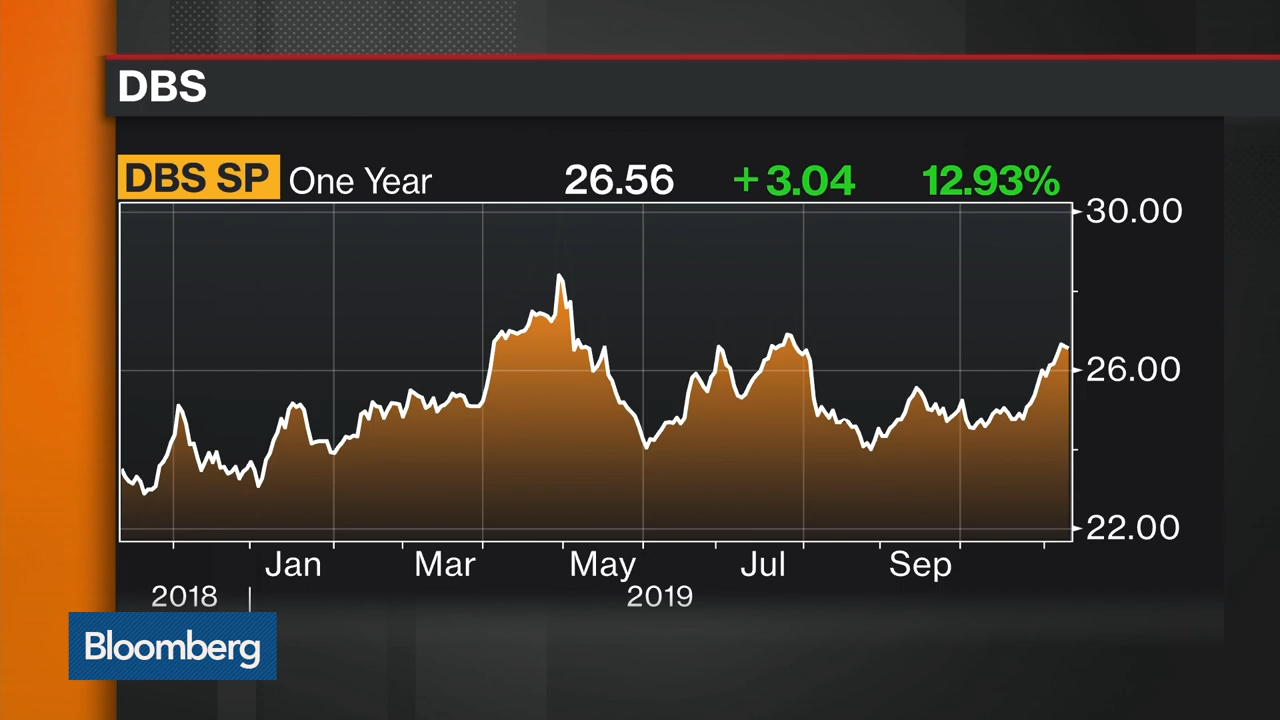 DBS
DBS SP One Year 26.56 +3.04 12.93%
30.00
26.00
22.00
Jan Mar May Jul Sep
2018 2019
Bloomberg